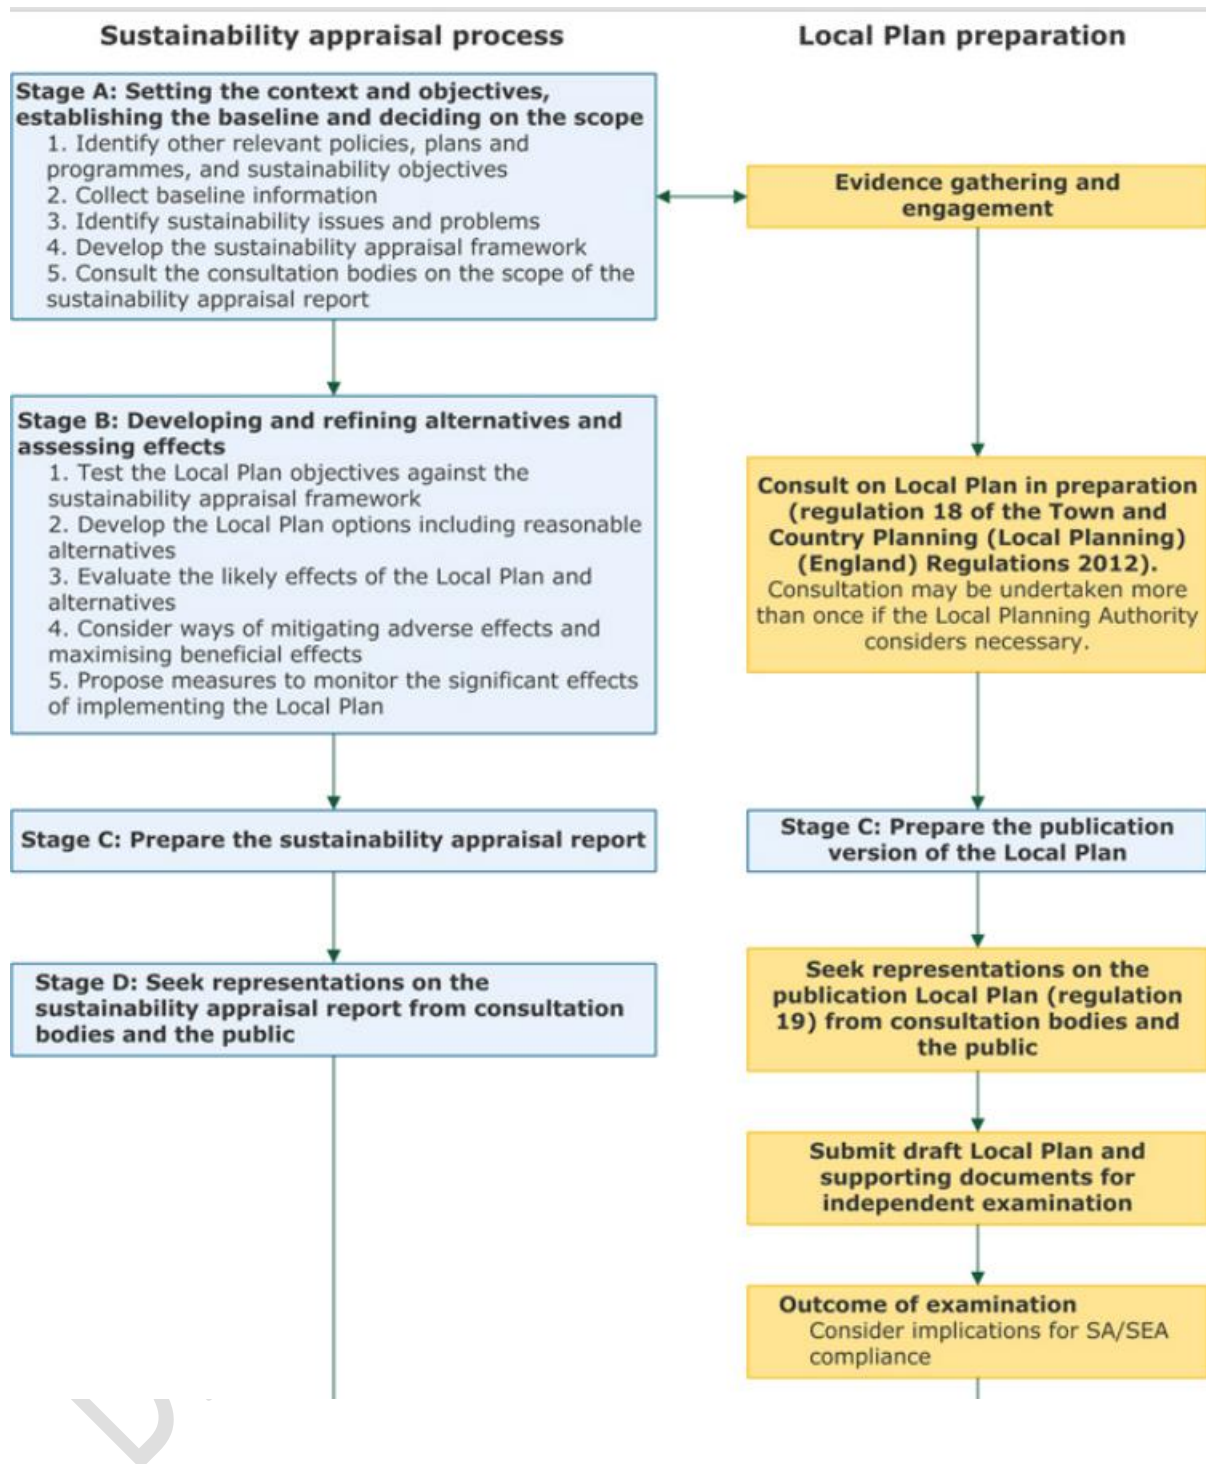 Sustainability appraisal process
Stage A: Setting the context and objectives,
establishing the baseline and deciding on the scope
1. Identify other relevant policies, plans and
programmes, and sustainability objectives
2. Collect baseline information
3. Identify sustainability issues and problems
4. Develop the sustainability appraisal framework
5. Consult the consultation bodies on the scope of the
sustainability appraisal report
Stage B: Developing and refining alternatives and
assessing effects
1. Test the Local Plan objectives against the
sustainability appraisal framework
2. Develop the Local Plan options including reasonable
alternatives
3. Evaluate the likely effects of the Local Plan and
alternatives
4. Consider ways of mitigating adverse effects and
maximising beneficial effects
5. Propose measures to monitor the significant effects
of implementing the Local Plan
Stage C: Prepare the sustainability appraisal report
Stage D: Seek representations on the
sustainability appraisal report from consultation
bodies and the public
Local Plan preparation
Evidence gathering and
engagement
Consult on Local Plan in preparation
(regulation 18 of the Town and
Country Planning (Local Planning)
(England) Regulations 2012).
Consultation may be undertaken more
than once if the Local Planning Authority
considers necessary.
Stage C: Prepare the publication
version of the Local Plan
Seek representations on the
publication Local Plan (regulation
19) from consultation bodies and
the public
Submit draft Local Plan and
supporting documents for
independent examination
Outcome of examination
Consider implications for SA/SEA
compliance